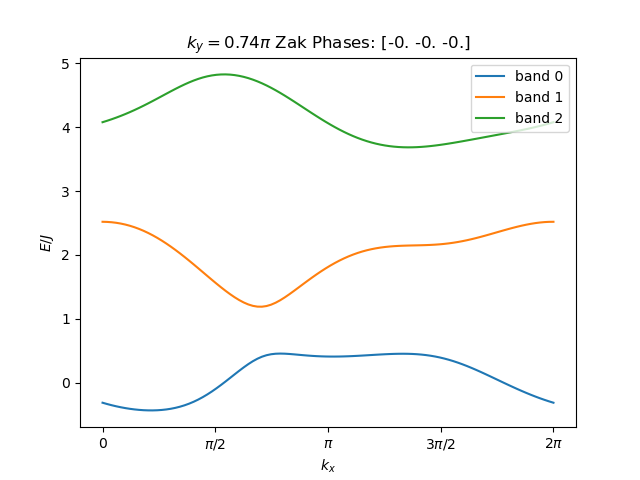 k_y = 0.74π Zak Phases: [-0. -0. -0.]
band 0
band 1
band 2
E/J
5
4
3
2
1
0
0 π/2 π 3π/2 2π
k_x